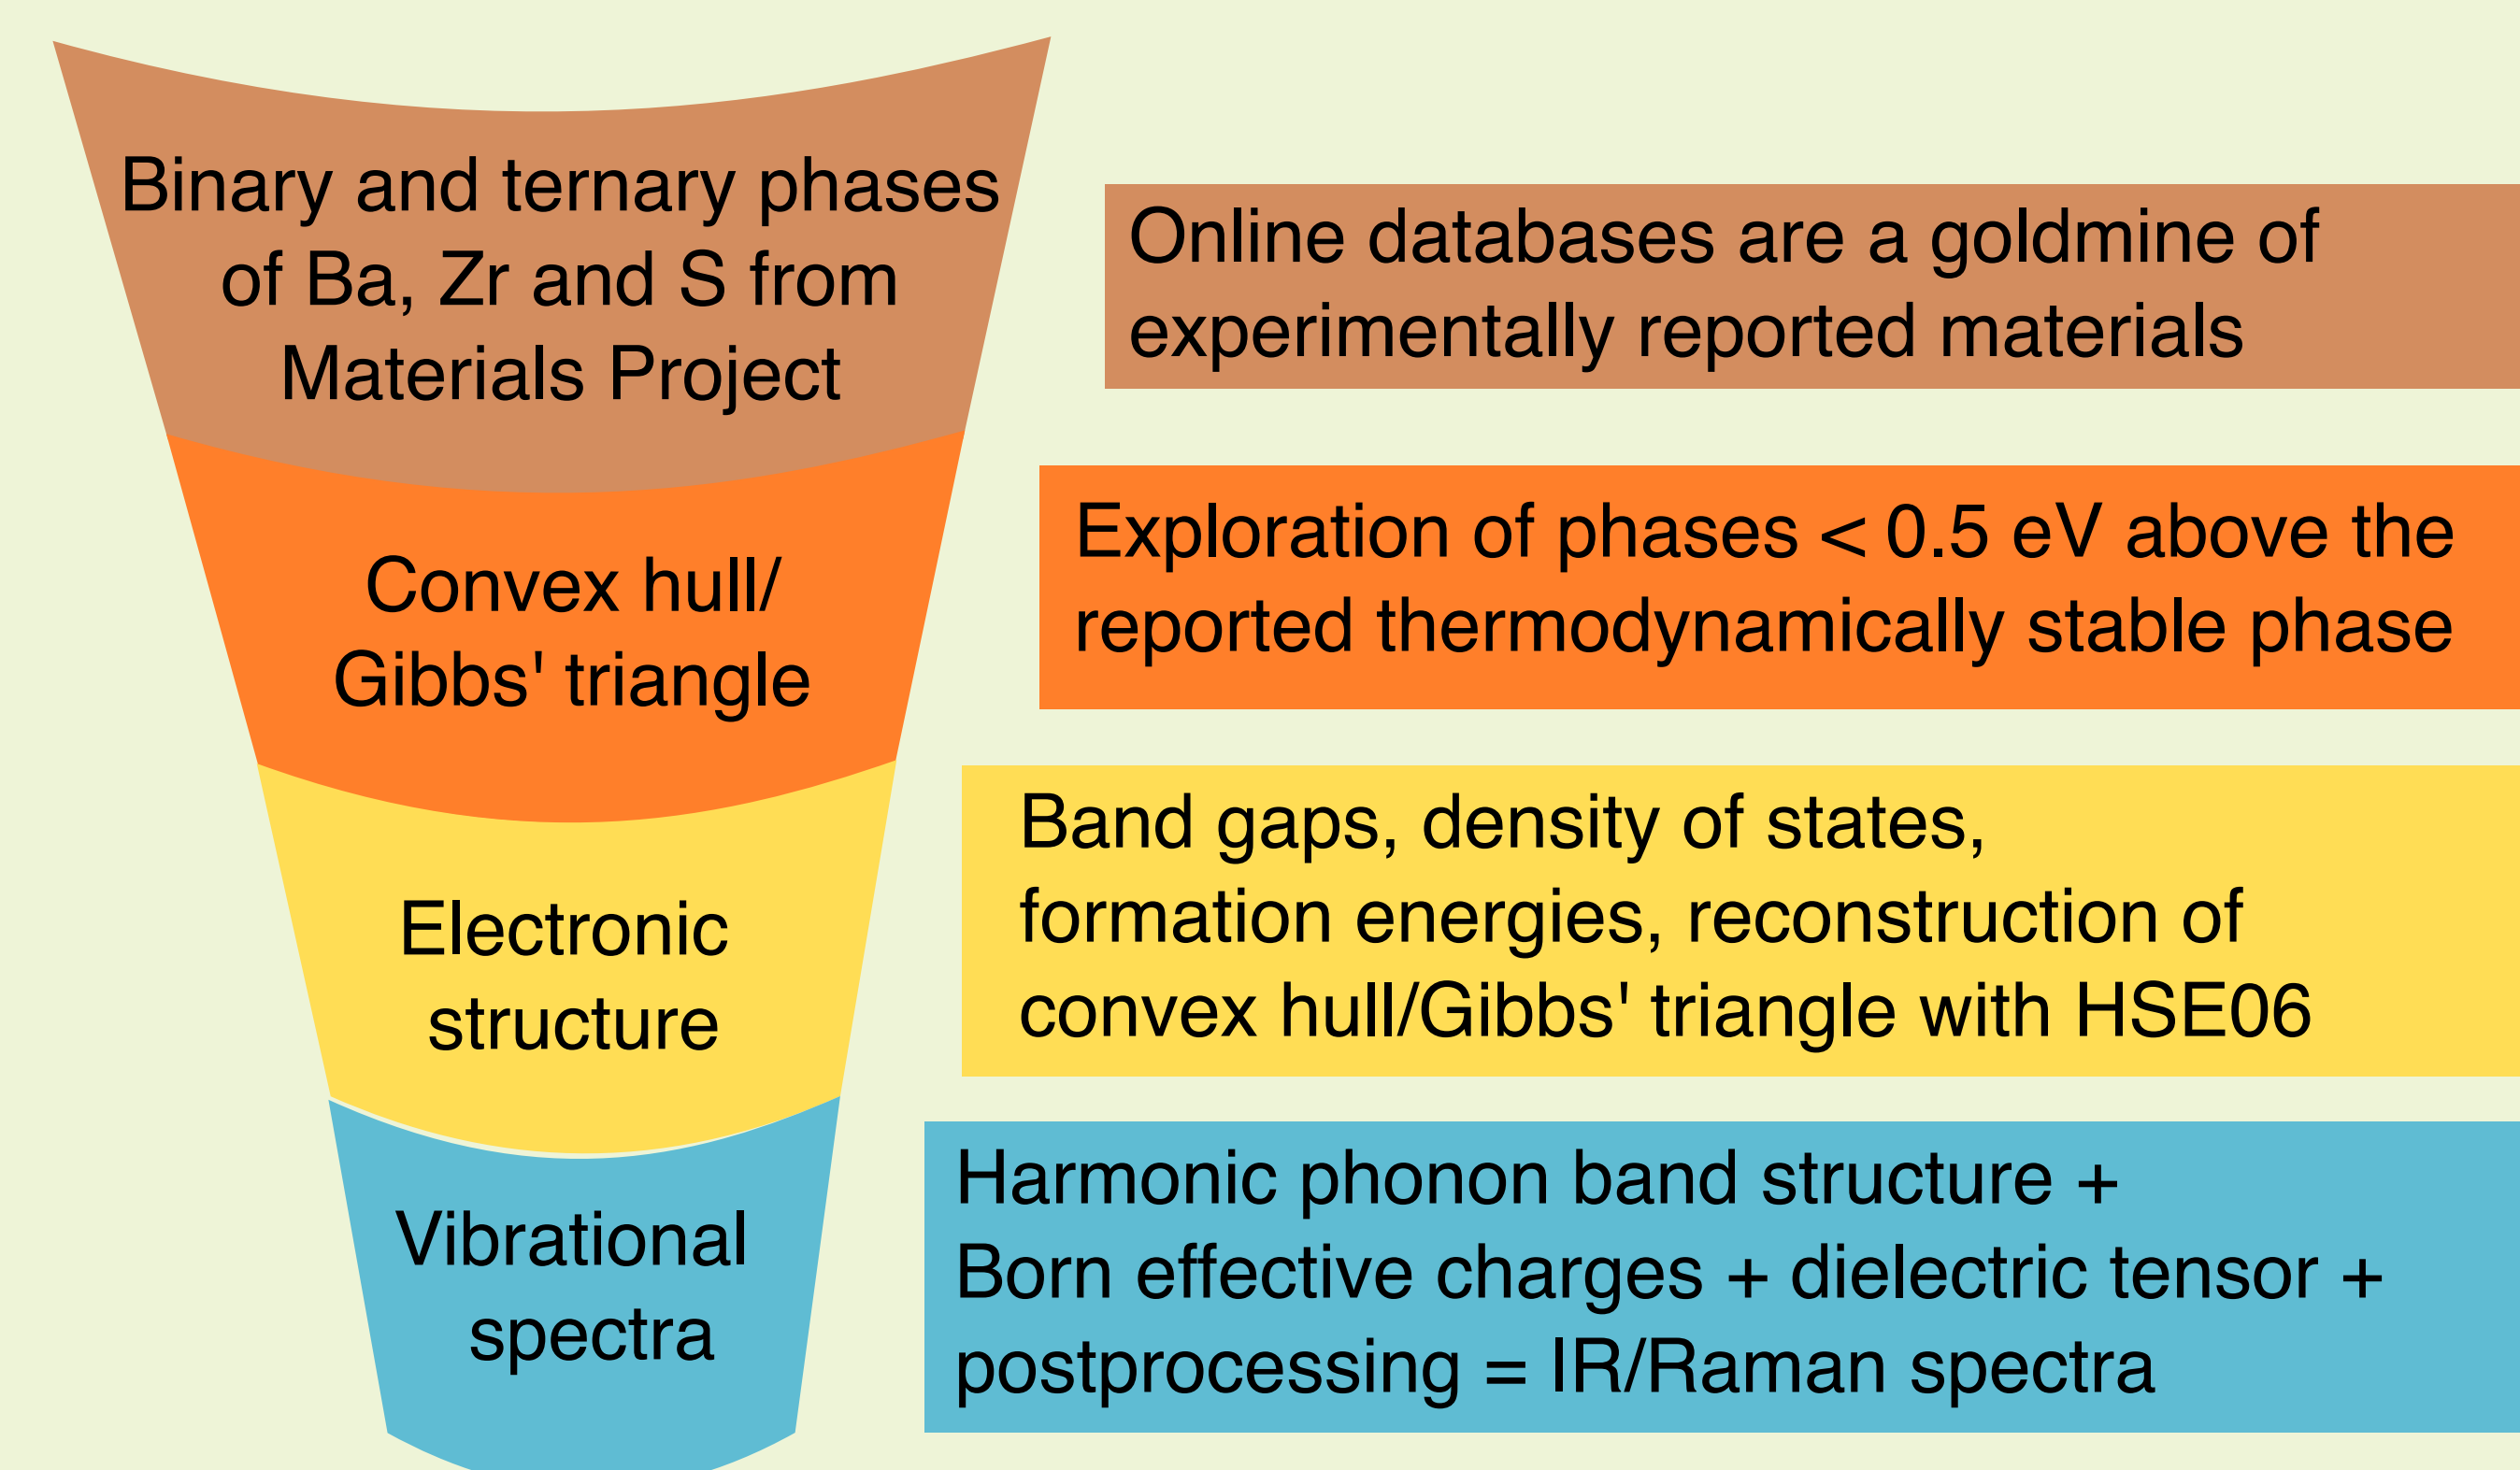 Binary and ternary phases
of Ba, Zr and S from
Materials Project
Online databases are a goldmine of
experimentally reported materials
Convex hull/
Gibbs' triangle
Exploration of phases < 0.5 eV above the
reported thermodynamically stable phase
Electronic
structure
Band gaps, density of states,
formation energies, reconstruction of
convex hull/Gibbs' triangle with HSE06
Vibrational
spectra
Harmonic phonon band structure +
Born effective charges + dielectric tensor +
postprocessing = IR/Raman spectra